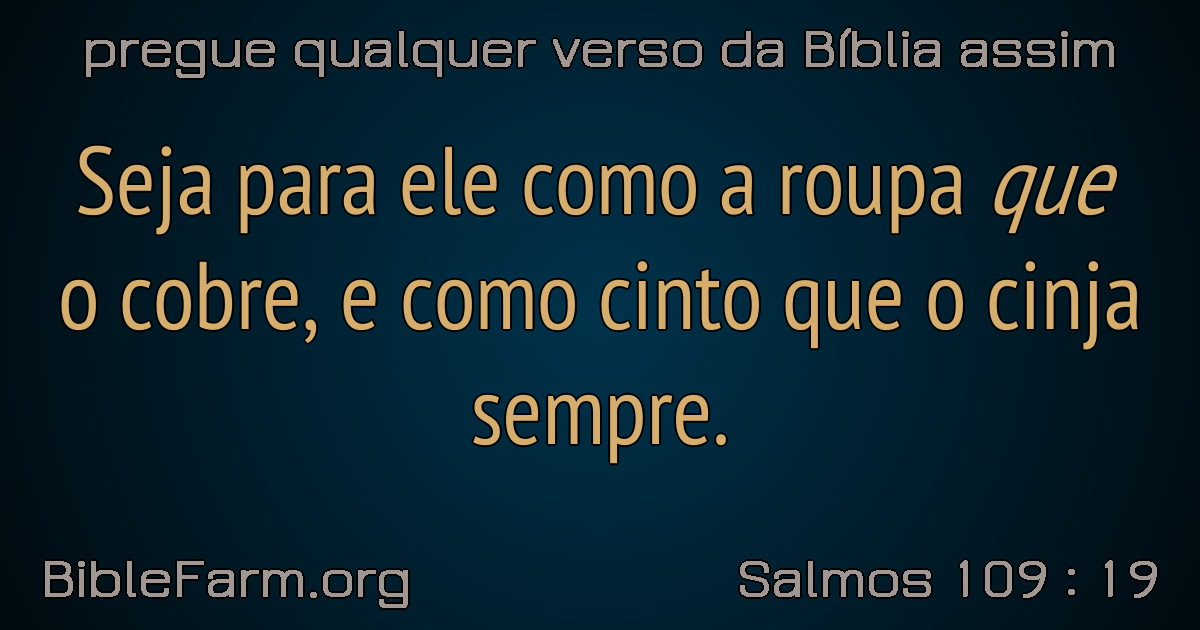 pregue qualquer verso da Bíblia assim
Seja para ele como a roupa que
o cobre, e como cinto que o cinja
sempre.
BibleFarm.org
Salmos 109 : 19